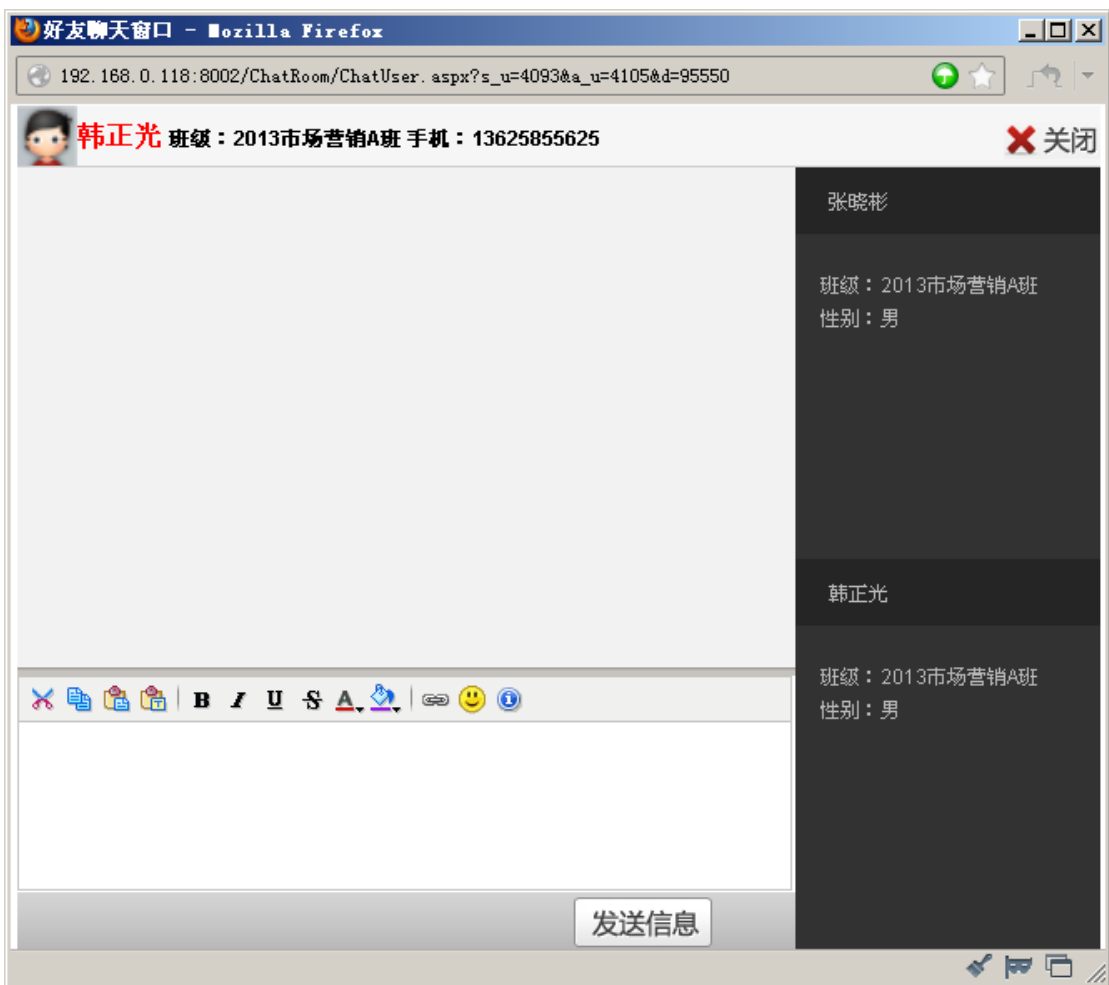 好友聊天窗口 - Mozilla Firefox
192.168.0.118:8002/ChatRoom/ChatUser.aspx?s_u=4093&a_u=4105&d=95550
韩正光 班级：2013市场营销A班 手机：13625855625
关闭
张晓彬
班级：2013市场营销A班
性别：男
韩正光
班级：2013市场营销A班
性别：男
B I U S A
发送信息